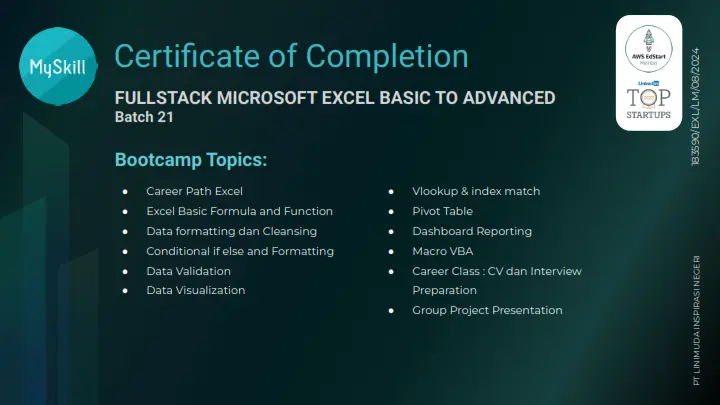 MySkill
Certificate of Completion
FULLSTACK MICROSOFT EXCEL BASIC TO ADVANCED
Batch 21
AWS EdStart
Member
LinkedIn
TOP
STARTUPS
183590/EXL/LM/08/2024
PT LINIMUDA INSPIRASI NEGERI
Bootcamp Topics:
● Career Path Excel
● Excel Basic Formula and Function
● Data formatting dan Cleansing
● Conditional if else and Formatting
● Data Validation
● Data Visualization
● Vlookup & index match
● Pivot Table
● Dashboard Reporting
● Macro VBA
● Career Class : CV dan Interview
Preparation
● Group Project Presentation